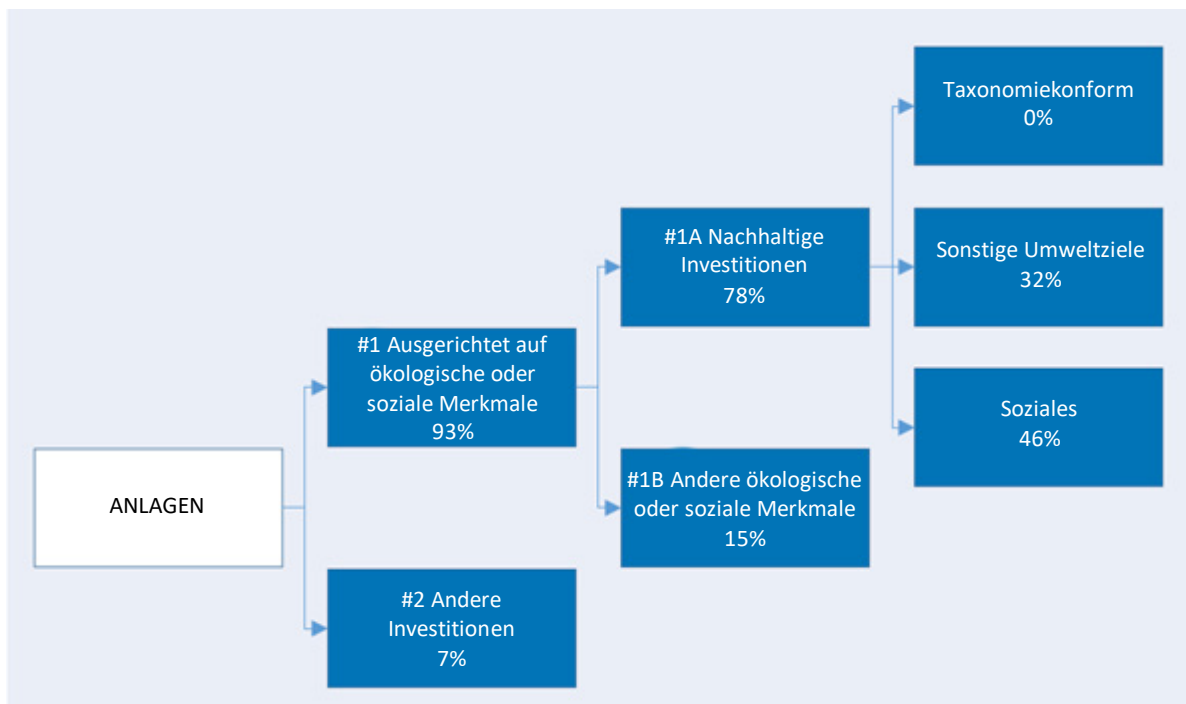 ANLAGEN
#1 Ausgerichtet auf
ökologische oder
soziale Merkmale
93%
#2 Andere
Investitionen
7%
#1A Nachhaltige
Investitionen
78%
#1B Andere ökologische
oder soziale Merkmale
15%
Taxonomiekonform
0%
Sonstige Umweltziele
32%
Soziales
46%